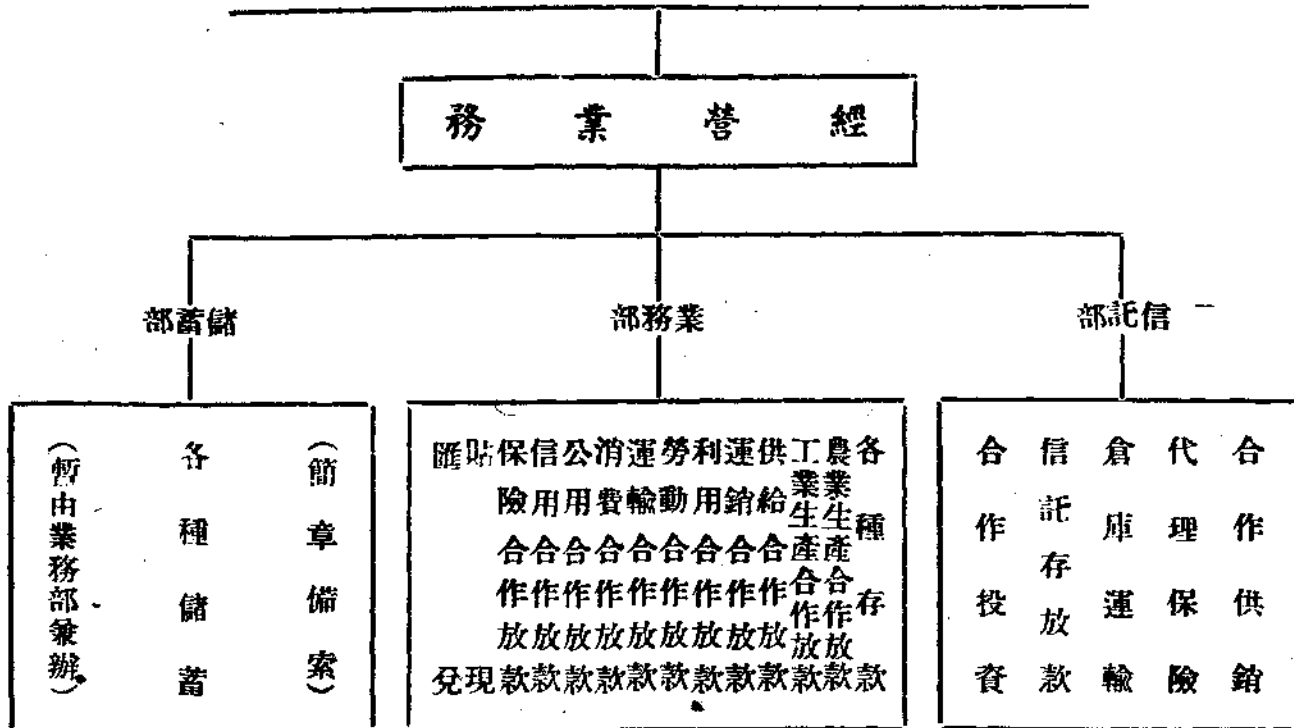 經營業務
信託部
合作供銷
代理保險
倉庫運輸
信託存放款
合作投資
業務部
各種存款
農業生產合作放款
工業生產合作放款
供給合作放款
運銷合作放款
利用合作放款
勞動合作放款
運輸合作放款
消費合作放款
公用合作放款
信用合作放款
保險合作放款
貼現
匯兌
儲蓄部
(簡章備索)
各種儲蓄
(暫由業務部兼辦)